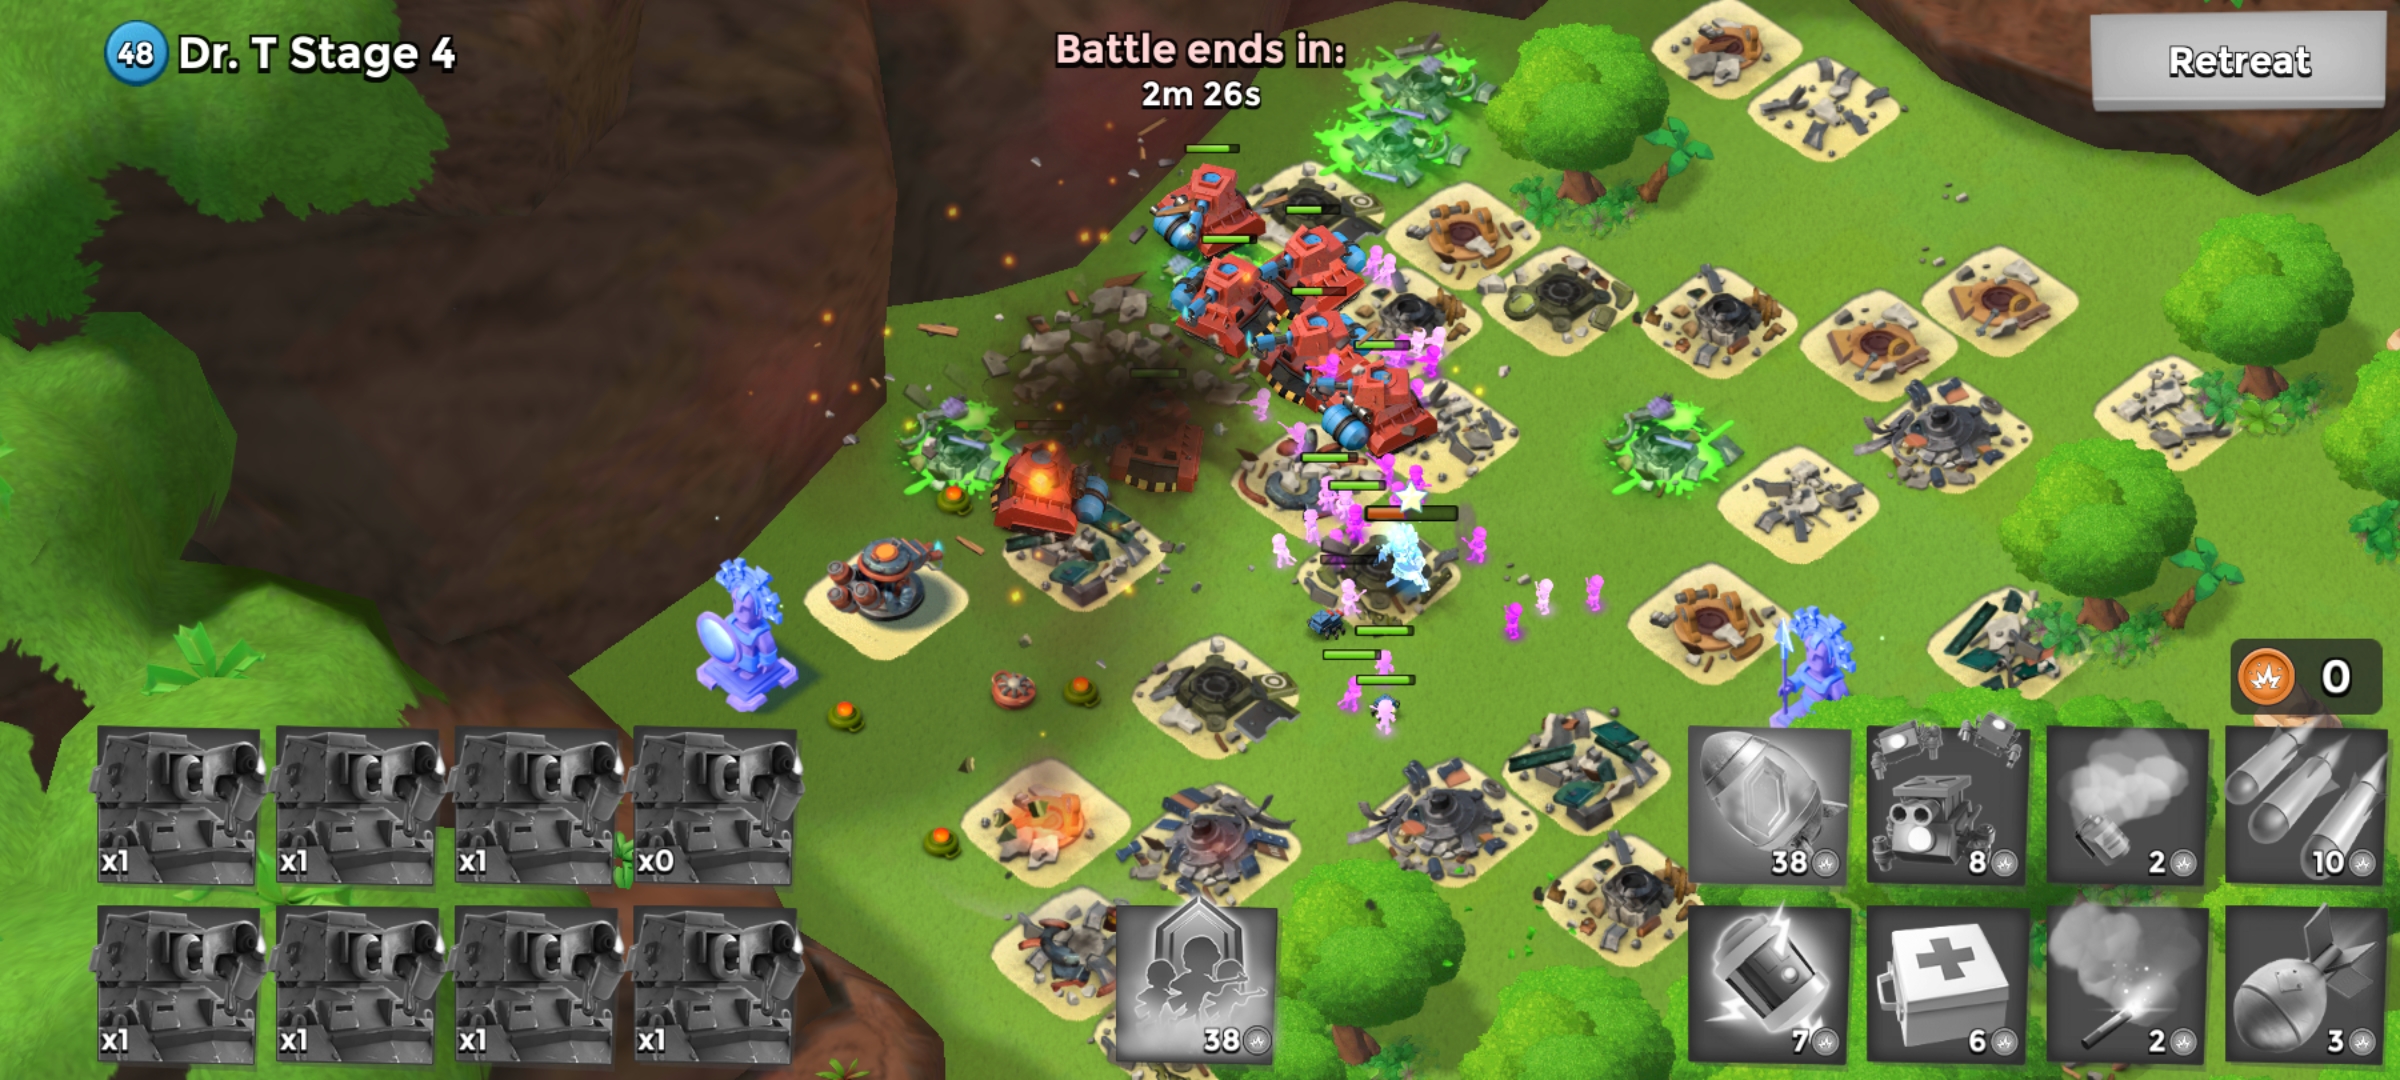 48 Dr. T Stage 4
Battle ends in:
2m 26s
Retreat
0
x1 x1 x1 x0
38 8 2 10
x1 x1 x1 x1
38
7 6 2 3